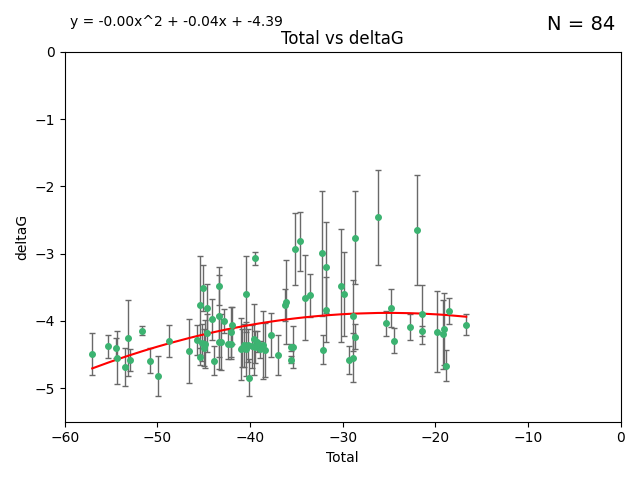 y = -0.00x^2 + -0.04x + -4.39
N = 84
Total vs deltaG
deltaG
0
−1
−2
−3
−4
−5
−60
−50
−40
−30
−20
−10
0
Total